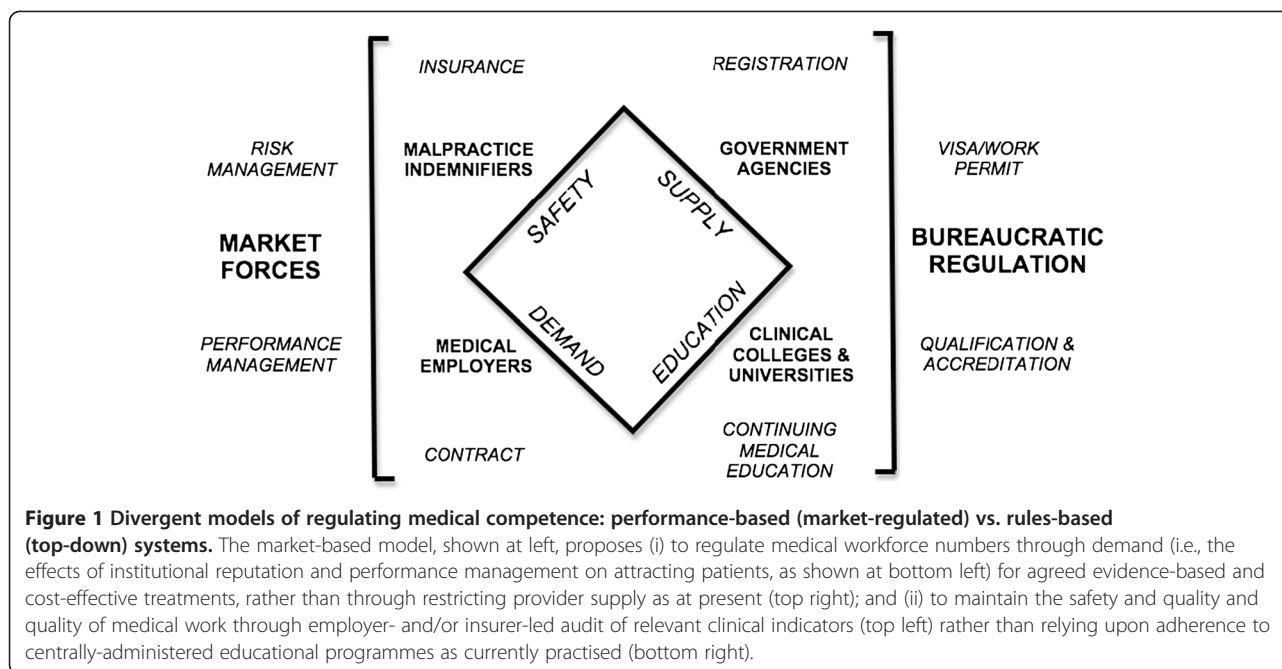 INSURANCE
REGISTRATION
RISK
MANAGEMENT
MALPRACTICE
INDEMNIFIERS
GOVERNMENT
AGENCIES
VISA/WORK
PERMIT
SAFETY
SUPPLY
MARKET
FORCES
BUREAUCRATIC
REGULATION
DEMAND
EDUCATION
PERFORMANCE
MANAGEMENT
MEDICAL
EMPLOYERS
CLINICAL
COLLEGES &
UNIVERSITIES
QUALIFICATION &
ACCREDITATION
CONTRACT
CONTINUING
MEDICAL
EDUCATION
Figure 1 Divergent models of regulating medical competence: performance-based (market-regulated) vs. rules-based
(top-down) systems. The market-based model, shown at left, proposes (i) to regulate medical workforce numbers through demand (i.e., the
effects of institutional reputation and performance management on attracting patients, as shown at bottom left) for agreed evidence-based and
cost-effective treatments, rather than through restricting provider supply as at present (top right); and (ii) to maintain the safety and quality and
quality of medical work through employer- and/or insurer-led audit of relevant clinical indicators (top left) rather than relying upon adherence to
centrally-administered educational programmes as currently practised (bottom right).